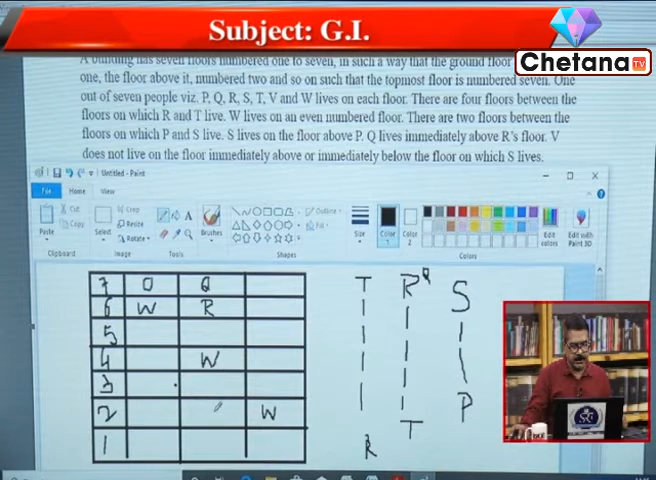 Subject: G.I.
Chetana
TV
A building has seven floors numbered one to seven, in such a way that the ground floor
one, the floor above it, numbered two and so on such that the topmost floor is numbered seven. One
out of seven people viz. P, Q, R, S, T, V and W lives on each floor. There are four floors between the
floors on which R and T live. W lives on an even numbered floor. There are two floors between the
floors on which P and S live. S lives on the floor above P. Q lives immediately above R's floor. V
does not live on the floor immediately above or immediately below the floor on which S lives.
Untitled - Paint
File Home View
Cut
Copy
Paste
Clipboard
Crop
Resize
Rotate
Select
Image
Tools
Brushes
Outline
Fill
Shapes
Size
Color 1
Color 2
Edit colors
Edit with Paint 3D
Colors
7 O Q
6 W R
5
4 W
3
2 W
1
T
R
R Q
T
S
P